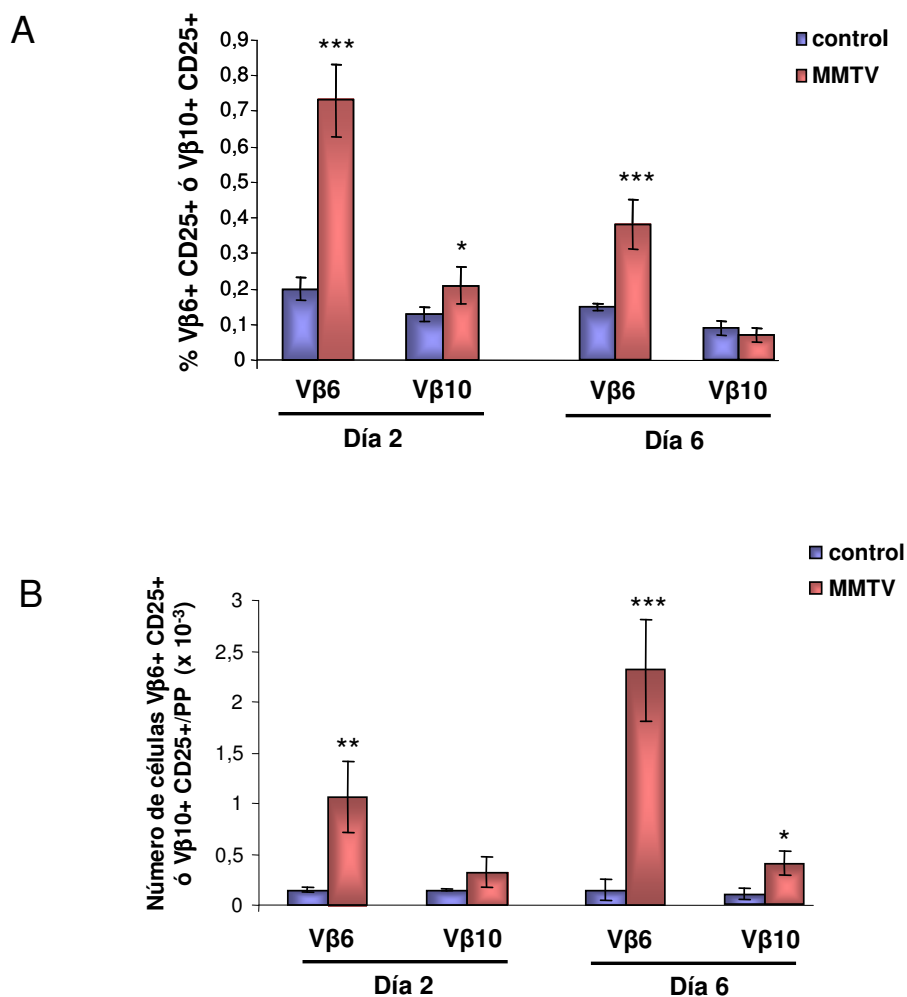 A
% Vβ6+ CD25+ ó Vβ10+ CD25+
0,9
0,8
0,7
0,6
0,5
0,4
0,3
0,2
0,1
0
***
*
***
control
MMTV
Vβ6 Vβ10 Vβ6 Vβ10
Día 2 Día 6
B
Número de células Vβ6+ CD25+
ó Vβ10+ CD25+/PP (x 10-3)
3
2,5
2
1,5
1
0,5
0
**
***
*
control
MMTV
Vβ6 Vβ10 Vβ6 Vβ10
Día 2 Día 6